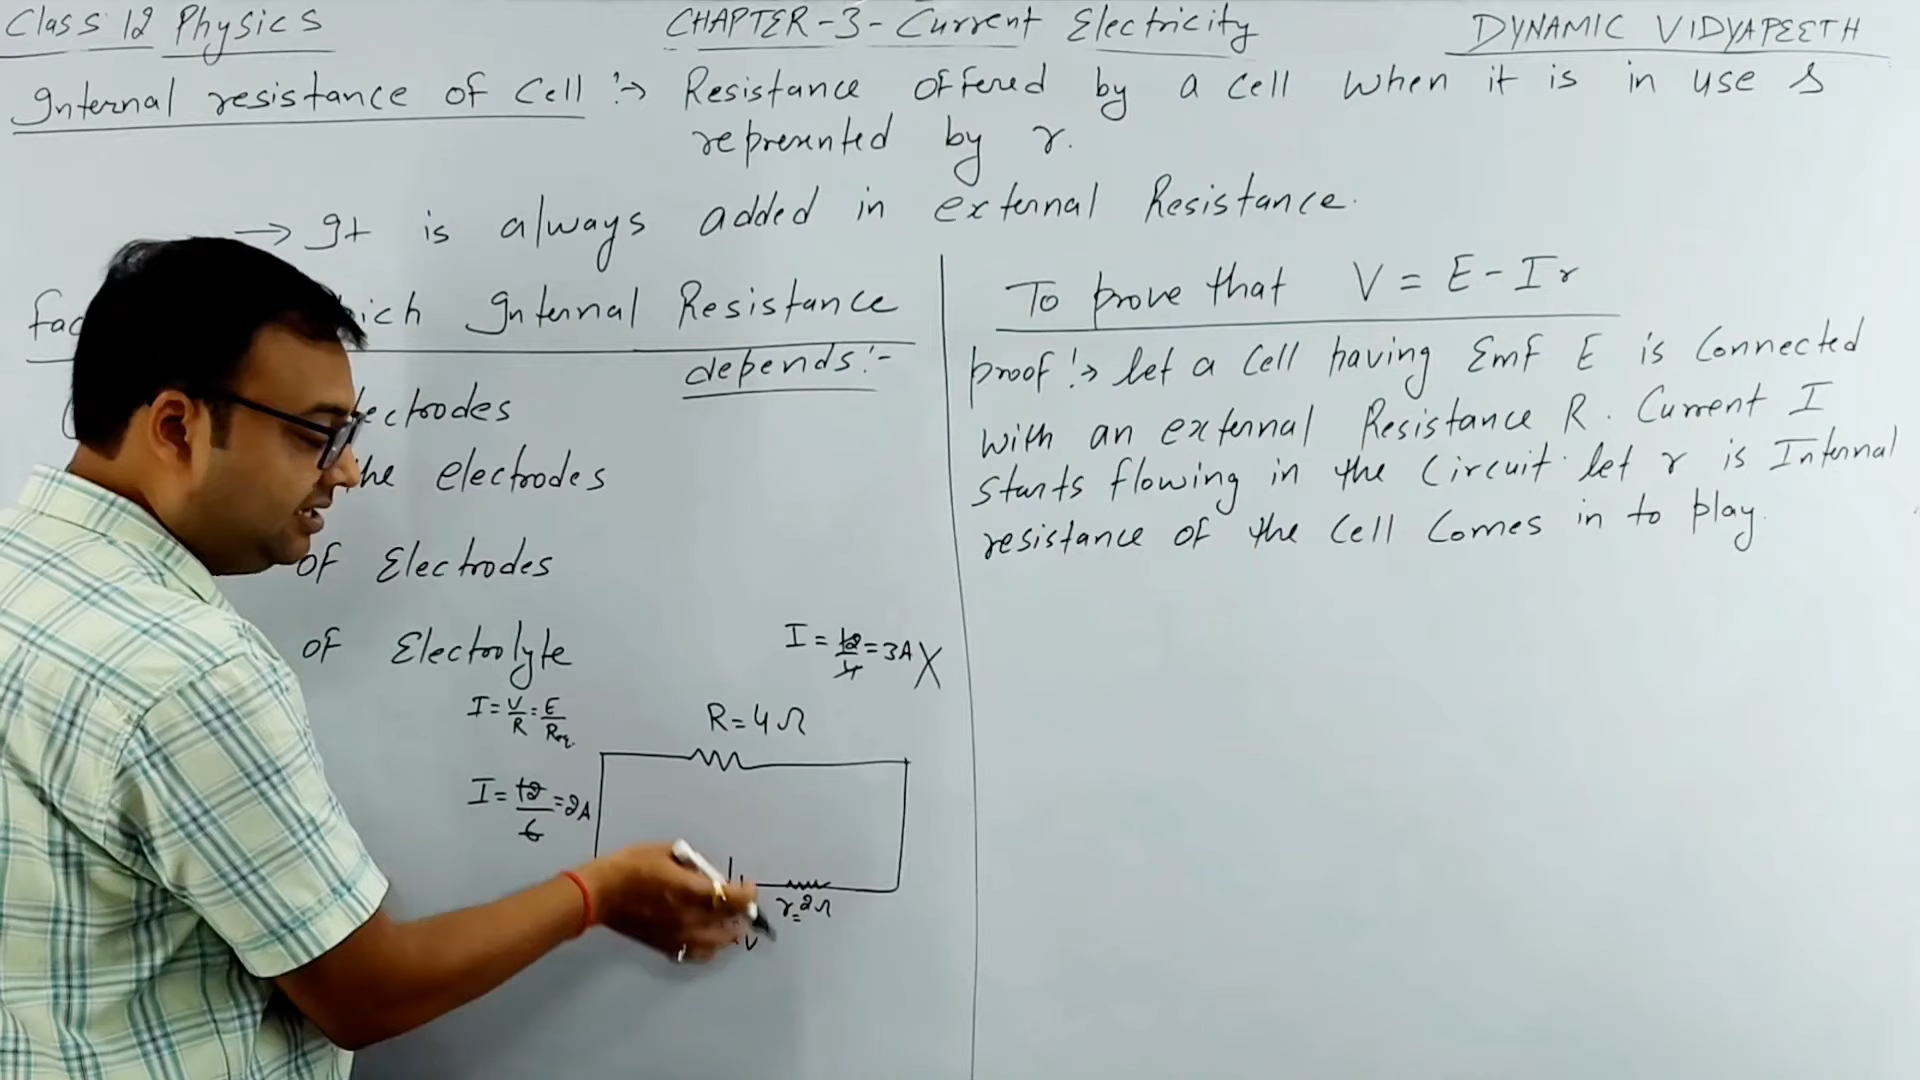 Class 12 Physics
CHAPTER-3- Current Electricity
DYNAMIC VIDYAPEETH
Internal resistance of Cell :→ Resistance offered by a cell when it is in use &
represented by r.
→ It is always added in external Resistance.
Internal Resistance
depends:-
the electrodes
of Electrodes
of Electrolyte
I = V/R = E/Req.
I = 12/6 = 2A
I = 12/4 = 3A X
R = 4Ω
r = 2Ω
V
To prove that V = E - Ir
proof :→ let a cell having Emf E is Connected
with an external Resistance R. Current I
starts flowing in the Circuit. let r is Internal
resistance of the Cell Comes in to play.